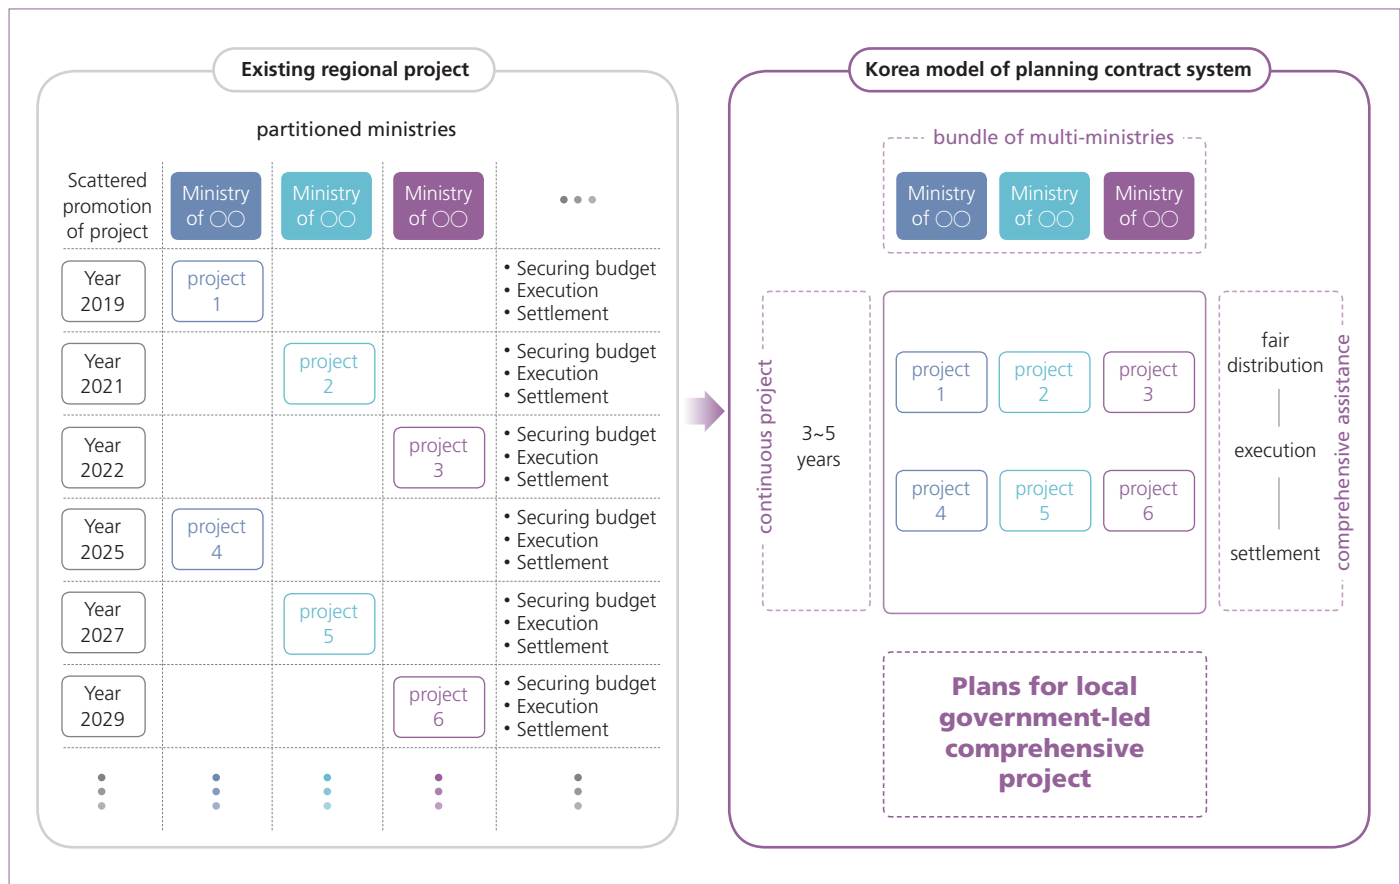 Existing regional project
partitioned ministries
Scattered
promotion
of project
Ministry
of ○○
Ministry
of ○○
Ministry
of ○○
Year
2019
project
1
• Securing budget
• Execution
• Settlement
Year
2021
project
2
• Securing budget
• Execution
• Settlement
Year
2022
project
3
• Securing budget
• Execution
• Settlement
Year
2025
project
4
• Securing budget
• Execution
• Settlement
Year
2027
project
5
• Securing budget
• Execution
• Settlement
Year
2029
project
6
• Securing budget
• Execution
• Settlement
Korea model of planning contract system
bundle of multi-ministries
Ministry
of ○○
Ministry
of ○○
Ministry
of ○○
continuous project
3~5
years
project
1
project
2
project
3
project
4
project
5
project
6
fair
distribution
execution
settlement
comprehensive assistance
Plans for local
government-led
comprehensive
project